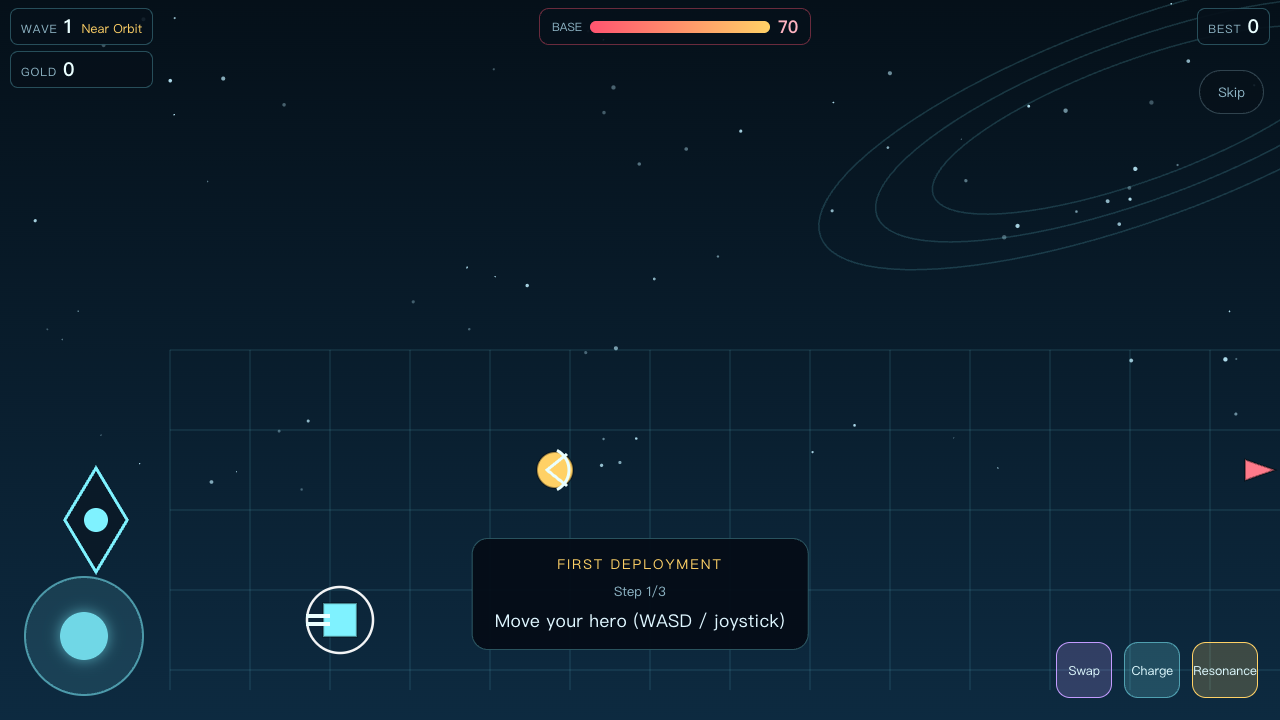 WAVE 1 Near Orbit
GOLD 0
BASE 70
BEST 0
Skip
FIRST DEPLOYMENT
Step 1/3
Move your hero (WASD / joystick)
Swap
Charge
Resonance